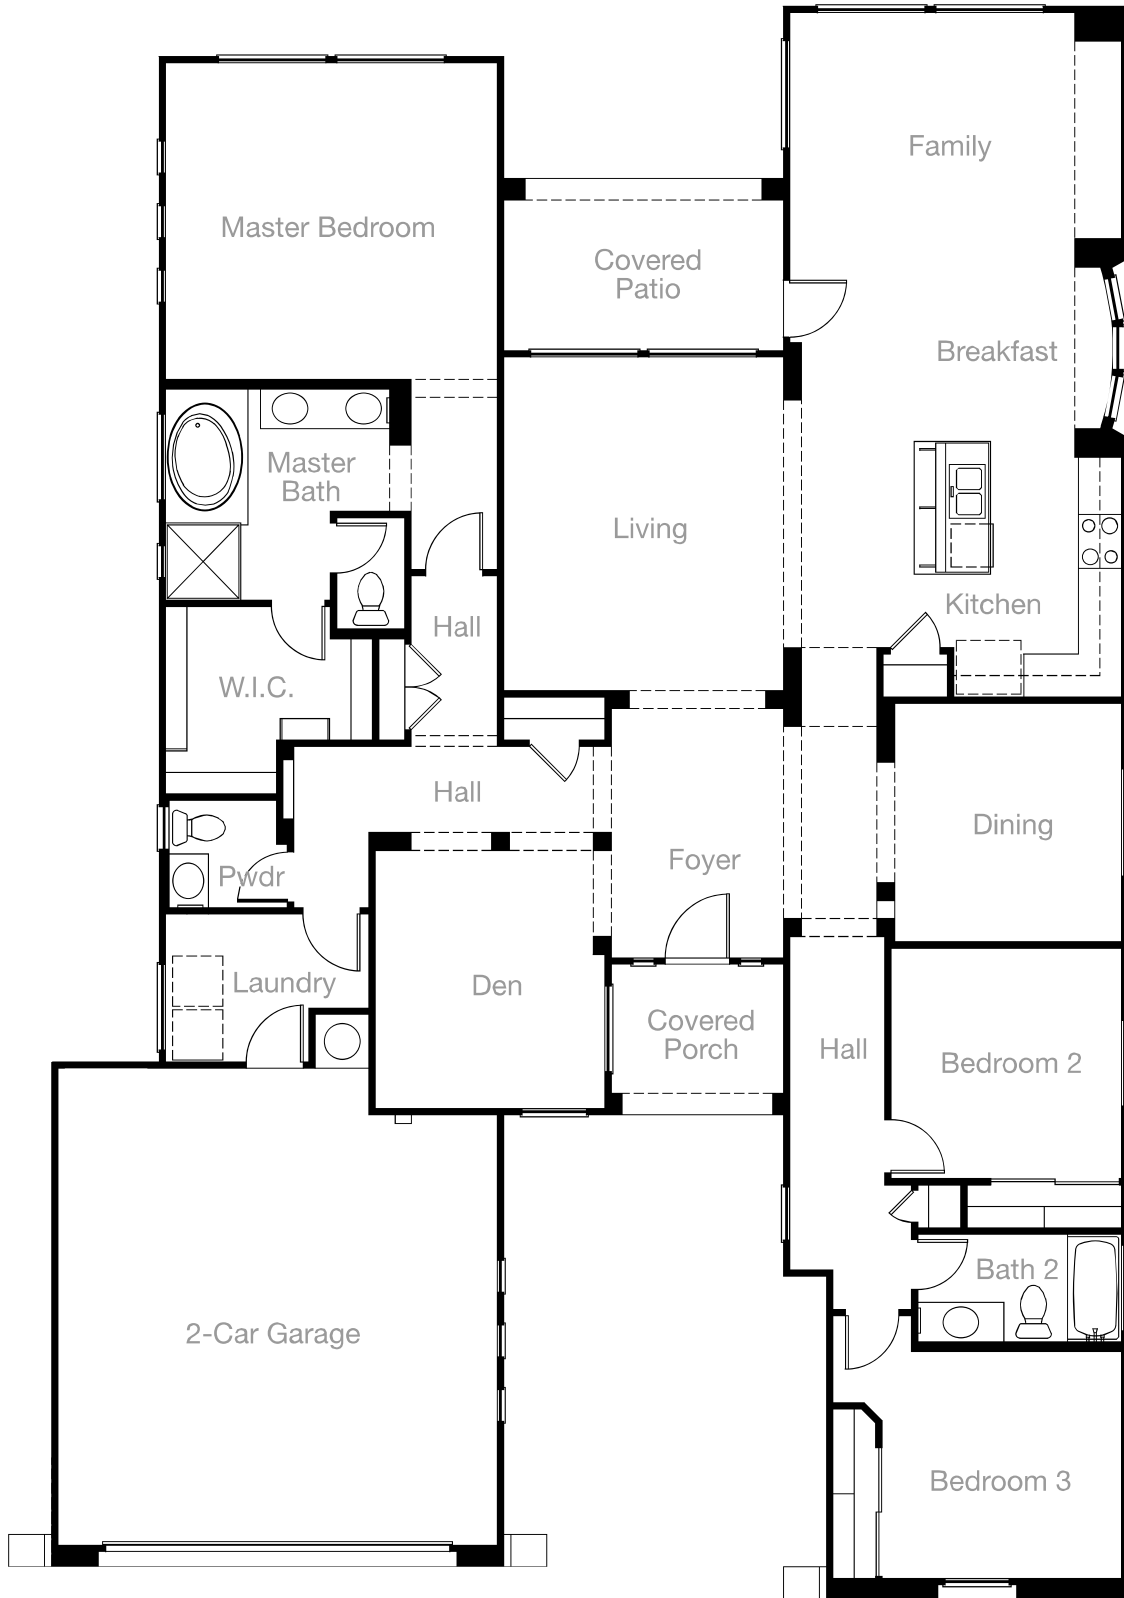 Family
Master Bedroom
Covered
Patio
Breakfast
Master
Bath
Living
Kitchen
Hall
W.I.C.
Hall
Dining
Foyer
Pwdr
Laundry
Den
Covered
Porch
Hall
Bedroom 2
Bath 2
2-Car Garage
Bedroom 3